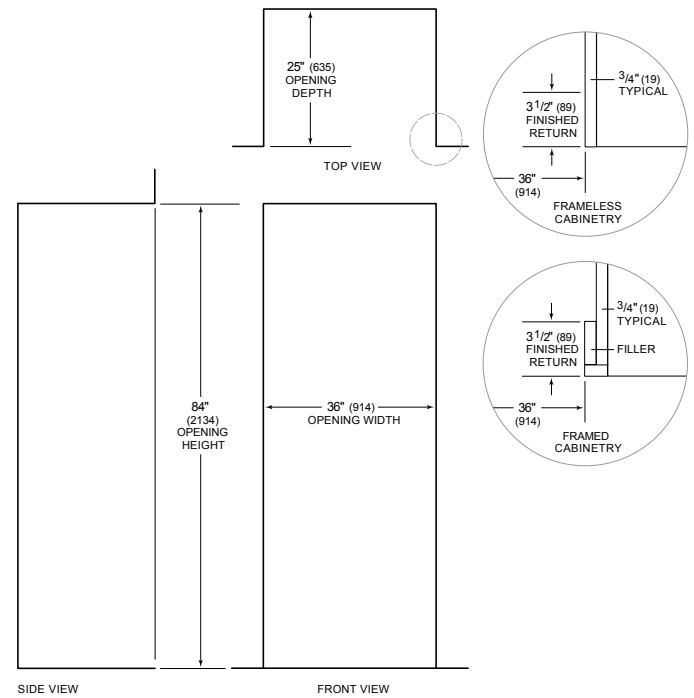 25" (635)
OPENING
DEPTH
TOP VIEW
3/4" (19)
TYPICAL
3 1/2" (89)
FINISHED
RETURN
36"
(914)
FRAMELESS
CABINETRY
3/4" (19)
TYPICAL
3 1/2" (89)
FINISHED
RETURN
FILLER
36"
(914)
FRAMED
CABINETRY
84"
(2134)
OPENING
HEIGHT
36" (914)
OPENING WIDTH
SIDE VIEW
FRONT VIEW